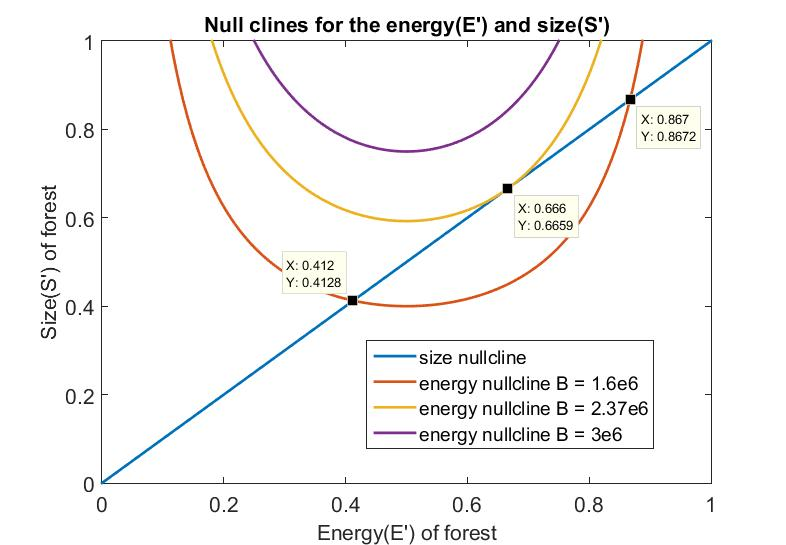 Null clines for the energy(E') and size(S')
1
0.8
0.6
0.4
0.2
0
Size(S') of forest
X: 0.867
Y: 0.8672
X: 0.666
Y: 0.6659
X: 0.412
Y: 0.4128
size nullcline
energy nullcline B = 1.6e6
energy nullcline B = 2.37e6
energy nullcline B = 3e6
0 0.2 0.4 0.6 0.8 1
Energy(E') of forest